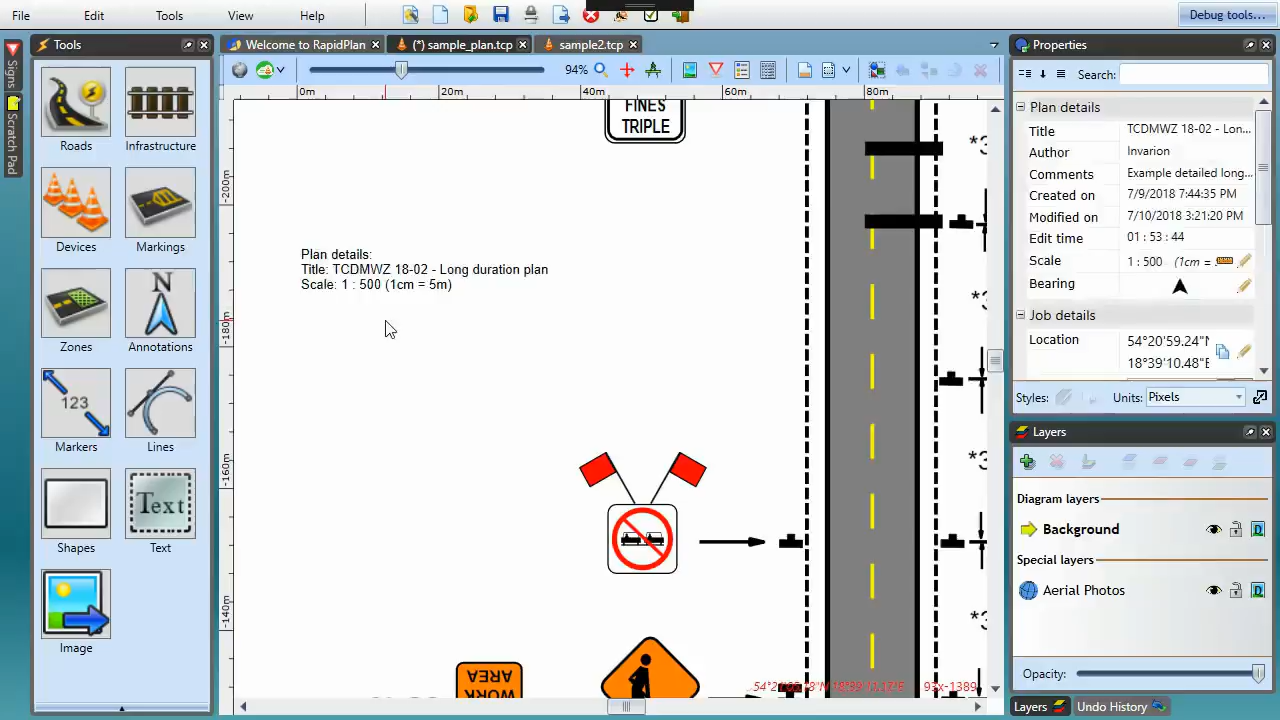 File Edit Tools View Help Debug tools...
Signs
Scratch Pad
Tools
Roads Infrastructure
Devices Markings
Zones Annotations
Markers Lines
Shapes Text
Image
123
N
Text
Welcome to RapidPlan (*) sample_plan.tcp sample2.tcp
94%
0m 20m 40m 60m 80m
-200m
-180m
-160m
-140m
FINES
TRIPLE
Plan details:
Title: TCDMWZ 18-02 - Long duration plan
Scale: 1 : 500 (1cm = 5m)
WORK
AREA
*3
*3
*3
*3
93x-1389
Properties
Search:
Plan details
Title TCDMWZ 18-02 - Lon...
Author Invarion
Comments Example detailed long...
Created on 7/9/2018 7:44:35 PM
Modified on 7/10/2018 3:21:20 PM
Edit time 01 : 53 : 44
Scale 1 : 500 (1cm =
Bearing
Job details
Location 54°20'59.24"N
18°39'10.48"E
Styles: Units: Pixels
Layers
Diagram layers
Background
Special layers
Aerial Photos
Opacity:
Layers Undo History